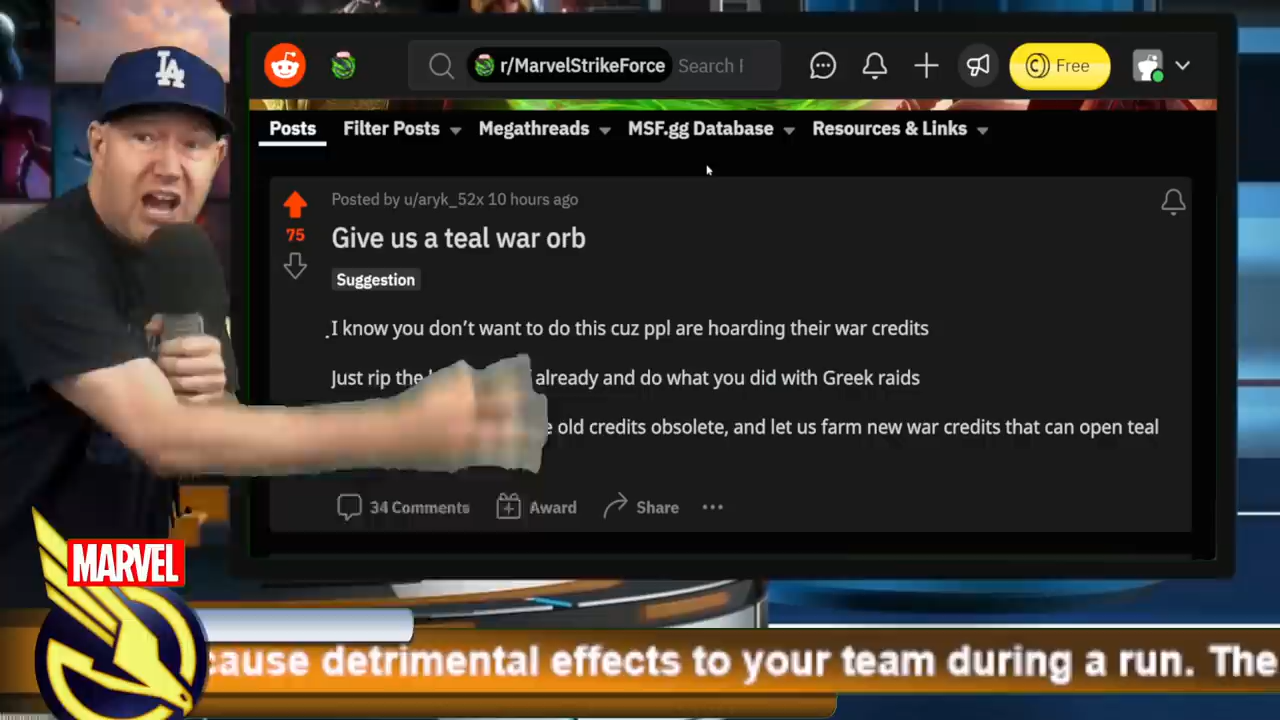 LA
r/MarvelStrikeForce Search
Free
Posts Filter Posts Megathreads MSF.gg Database Resources & Links
Posted by u/aryk_52x 10 hours ago
75
Give us a teal war orb
Suggestion
I know you don't want to do this cuz ppl are hoarding their war credits
Just rip the already and do what you did with Greek raids
old credits obsolete, and let us farm new war credits that can open teal
34 Comments Award Share
MARVEL
cause detrimental effects to your team during a run. The